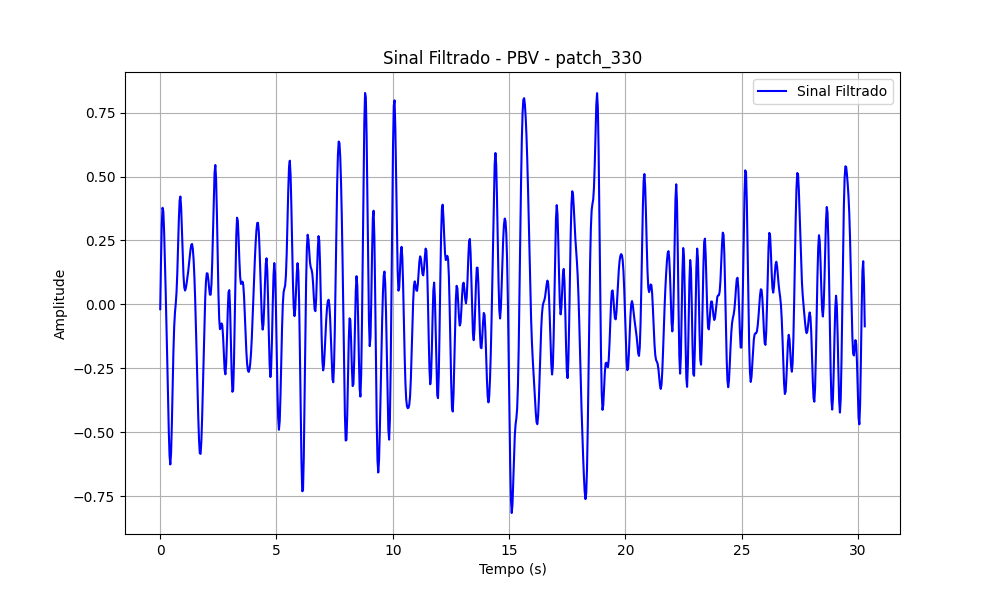 Sinal Filtrado - PBV - patch_330
Sinal Filtrado
0.75
0.50
0.25
0.00
−0.25
−0.50
−0.75
Amplitude
0 5 10 15 20 25 30
Tempo (s)